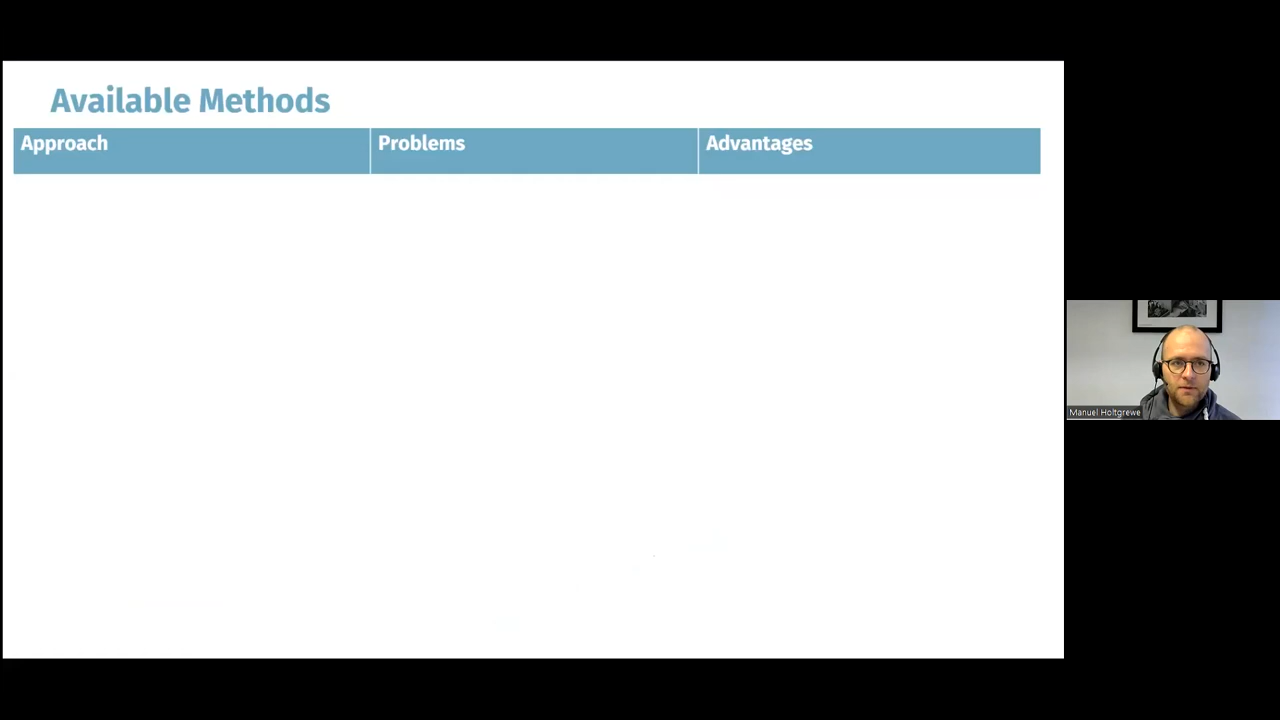 Available Methods
Approach
Problems
Advantages
Manuel Holtgrewe